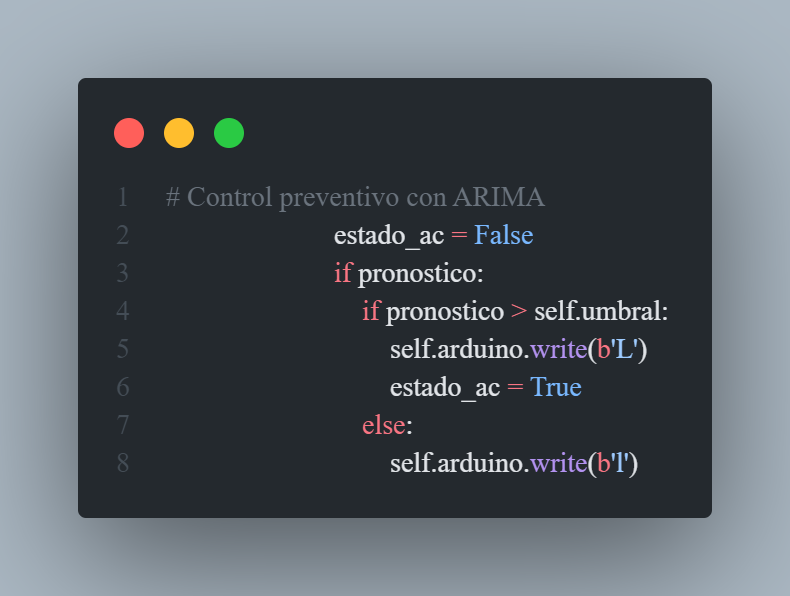 1 # Control preventivo con ARIMA
2 estado_ac = False
3 if pronostico:
4 if pronostico > self.umbral:
5 self.arduino.write(b'L')
6 estado_ac = True
7 else:
8 self.arduino.write(b'l')